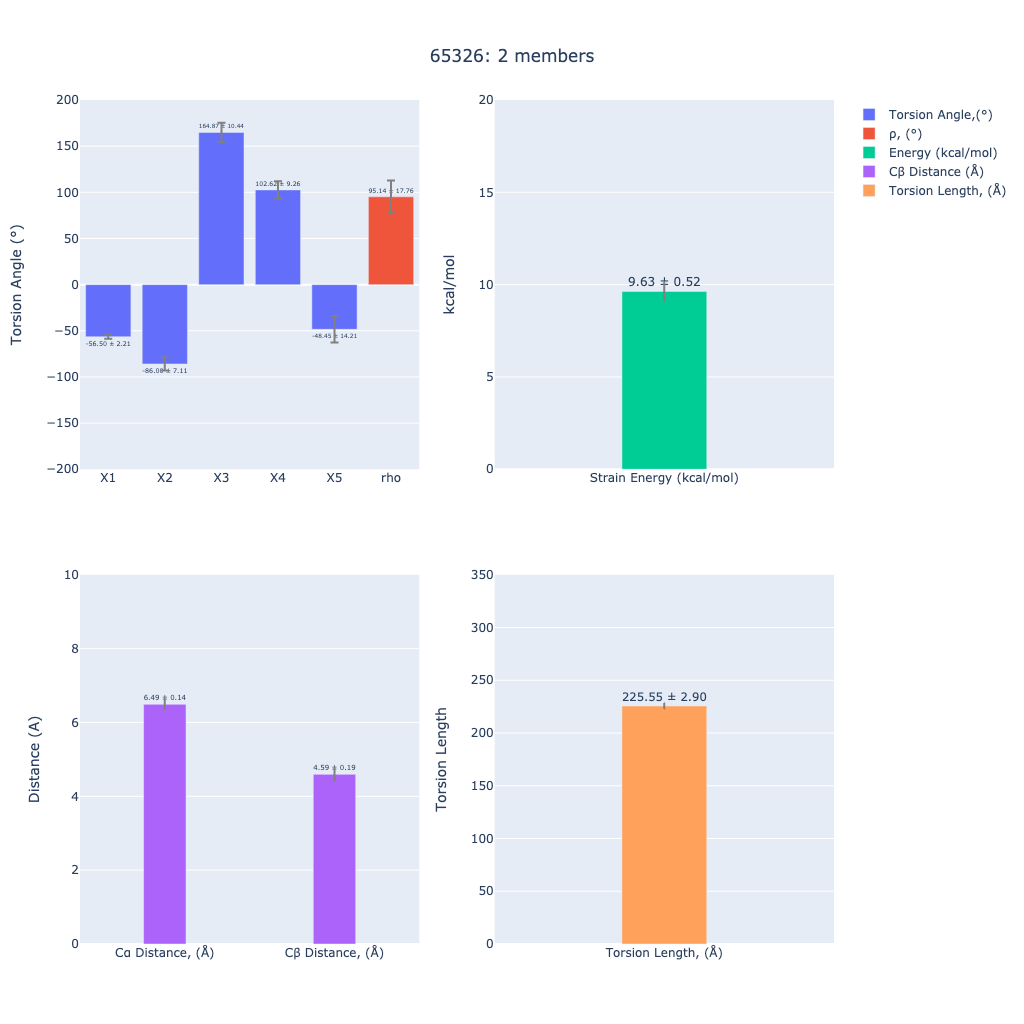 65326: 2 members
Torsion Angle (°)
200
150
100
50
0
−50
−100
−150
−200
164.87 ± 10.44
102.62 ± 9.26
95.14 ± 17.76
-56.50 ± 2.21
-48.45 ± 14.21
± 7.11
X1 X2 X3 X4 X5 rho
kcal/mol
20
15
10
5
0
9.63 ± 0.52
Strain Energy (kcal/mol)
Torsion Angle,(°)
ρ, (°)
Energy (kcal/mol)
Cβ Distance (Å)
Torsion Length, (Å)
Distance (A)
10
8
6
4
2
0
6.49 ± 0.14
4.59 ± 0.19
Cα Distance, (Å) Cβ Distance, (Å)
Torsion Length
350
300
250
200
150
100
50
0
225.55 ± 2.90
Torsion Length, (Å)